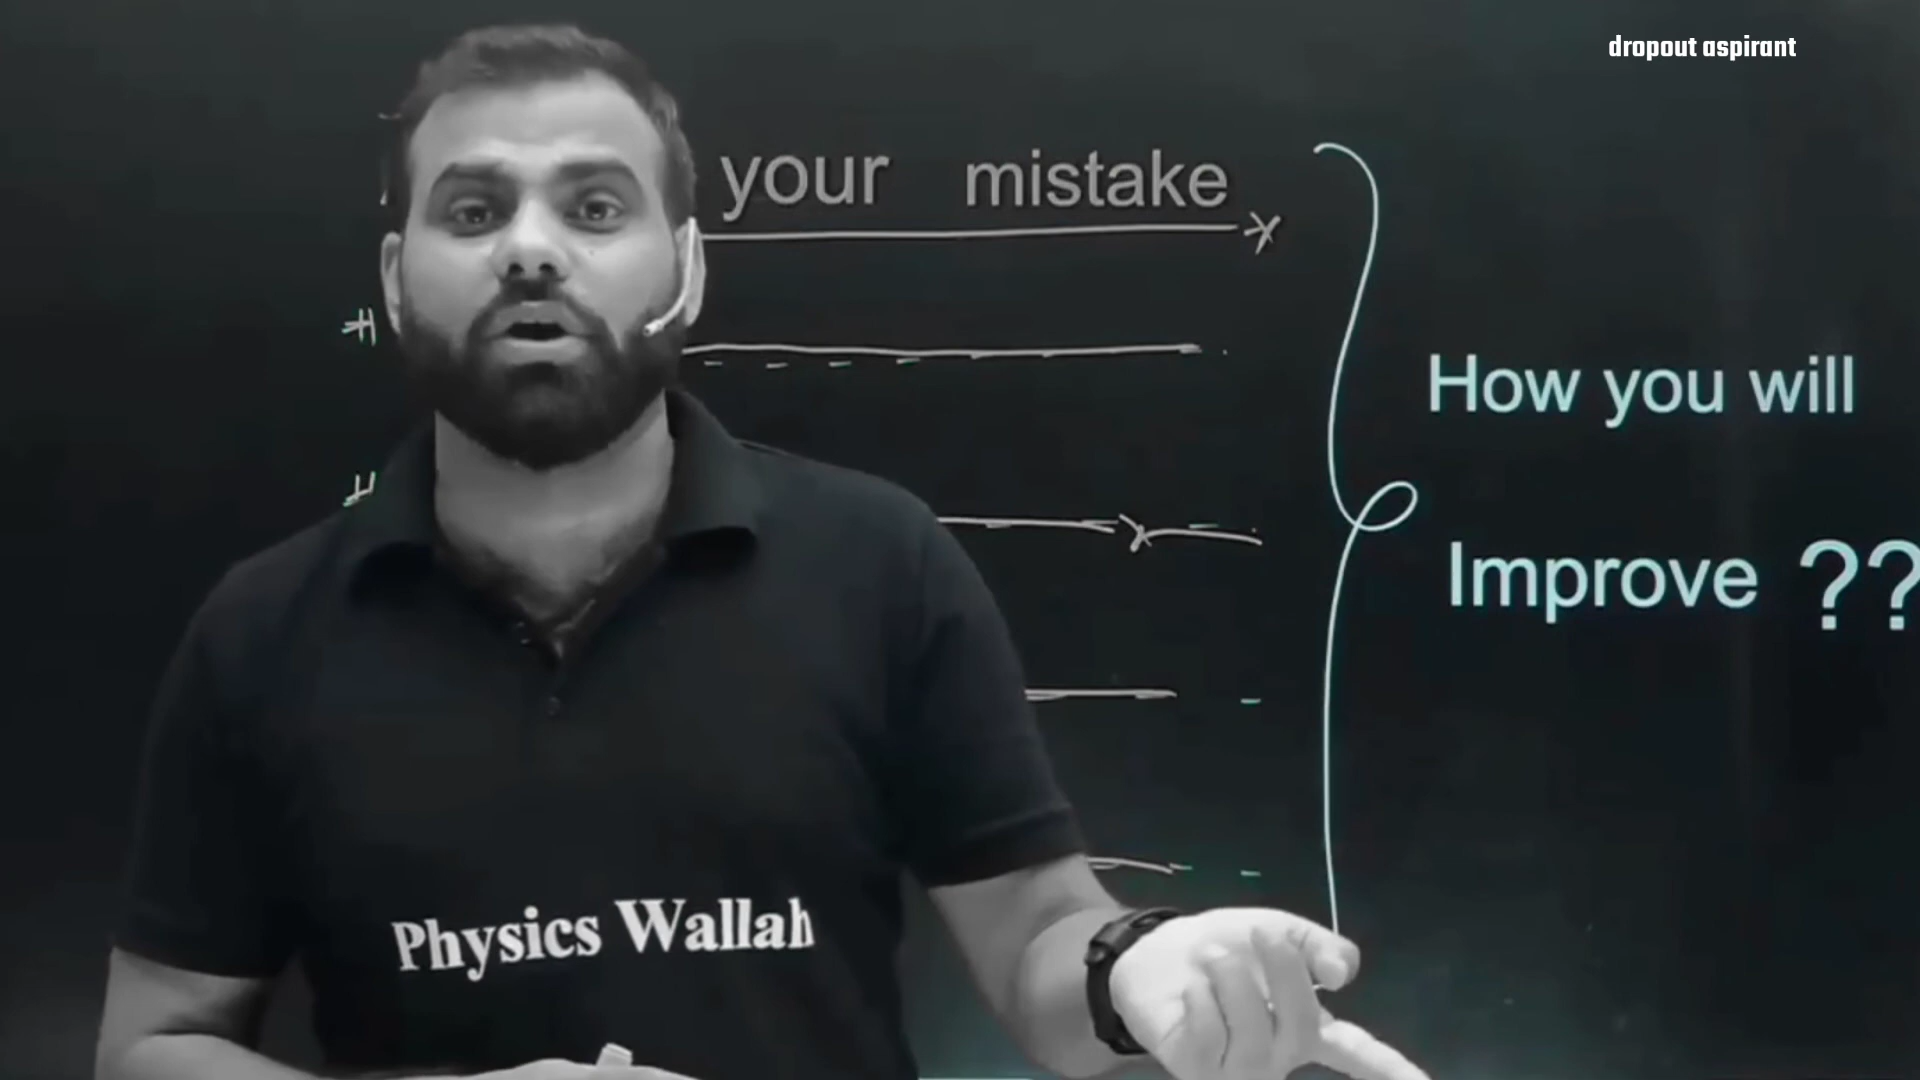 dropout aspirant
your mistake
How you will
Improve ??
Physics Wallah